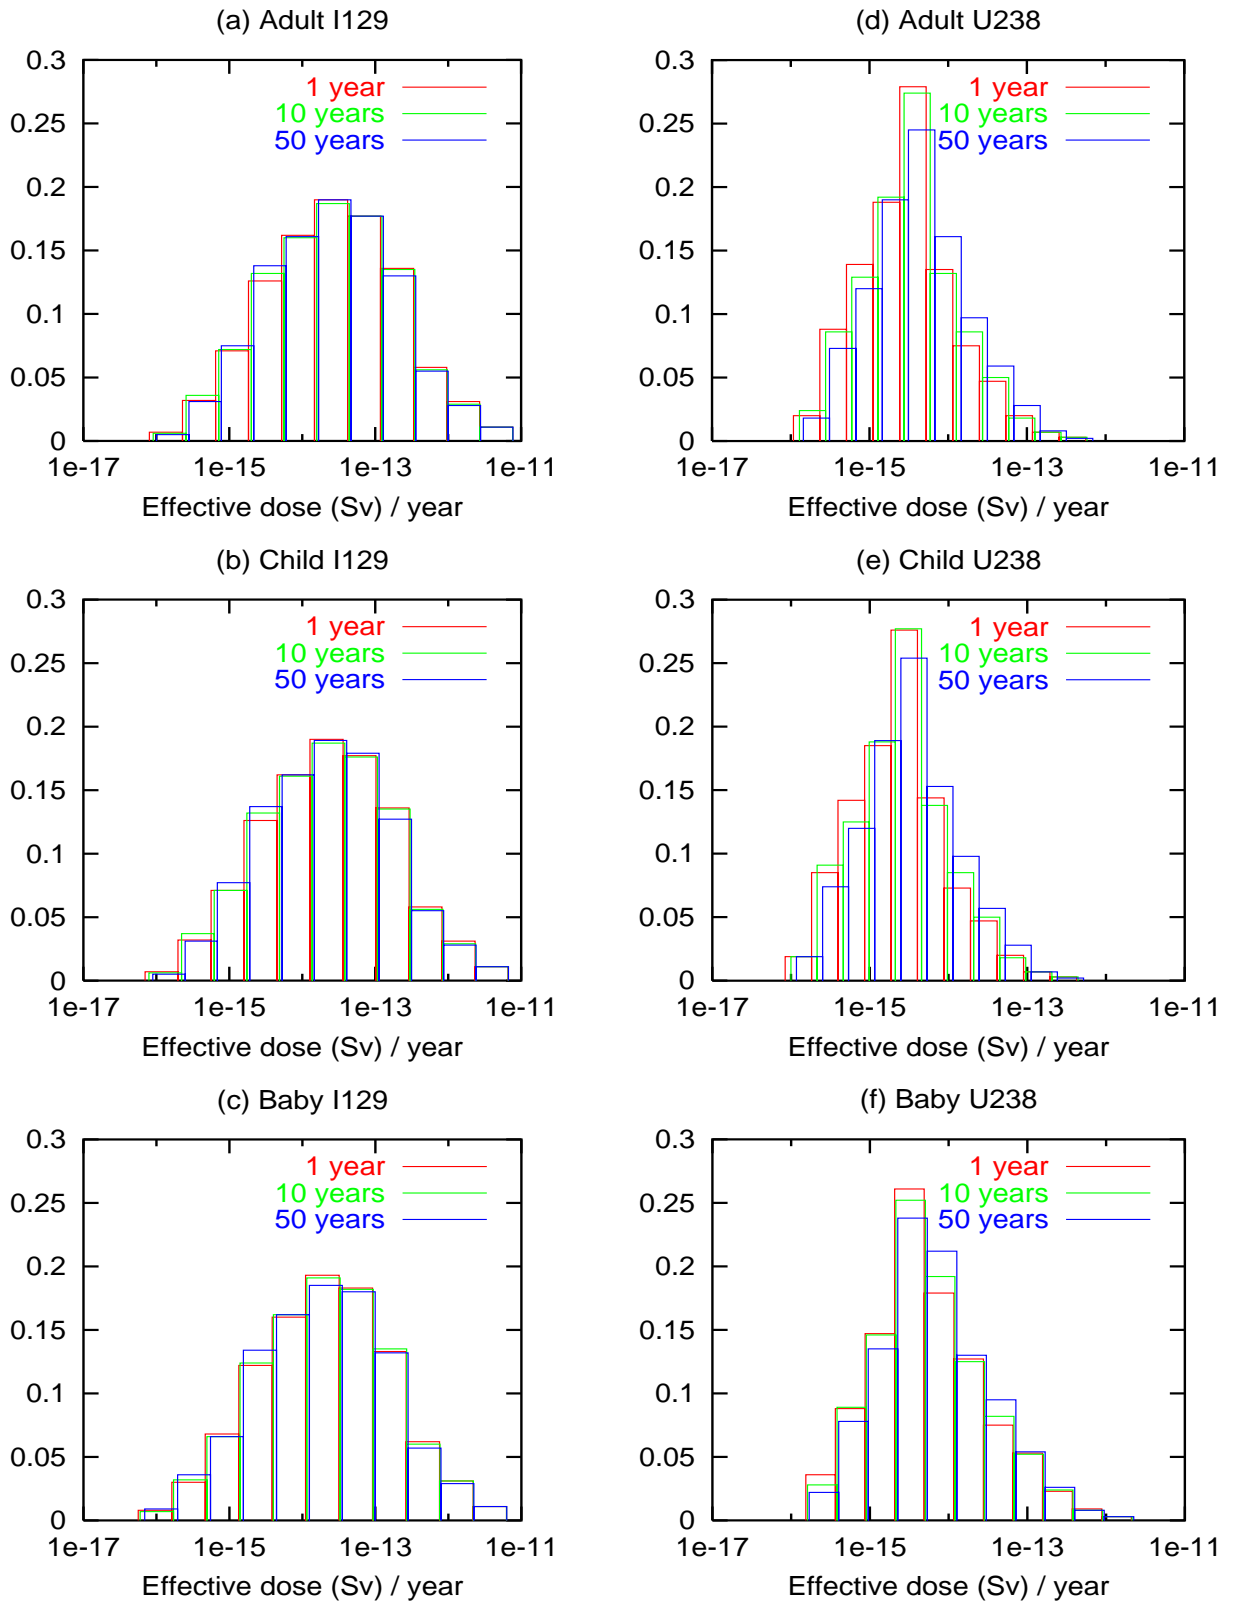 (a) Adult I129
0.3
0.25
0.2
0.15
0.1
0.05
0
1 year
10 years
50 years
1e-17 1e-15 1e-13 1e-11
Effective dose (Sv) / year
(d) Adult U238
0.3
0.25
0.2
0.15
0.1
0.05
0
1 year
10 years
50 years
1e-17 1e-15 1e-13 1e-11
Effective dose (Sv) / year
(b) Child I129
0.3
0.25
0.2
0.15
0.1
0.05
0
1 year
10 years
50 years
1e-17 1e-15 1e-13 1e-11
Effective dose (Sv) / year
(e) Child U238
0.3
0.25
0.2
0.15
0.1
0.05
0
1 year
10 years
50 years
1e-17 1e-15 1e-13 1e-11
Effective dose (Sv) / year
(c) Baby I129
0.3
0.25
0.2
0.15
0.1
0.05
0
1 year
10 years
50 years
1e-17 1e-15 1e-13 1e-11
Effective dose (Sv) / year
(f) Baby U238
0.3
0.25
0.2
0.15
0.1
0.05
0
1 year
10 years
50 years
1e-17 1e-15 1e-13 1e-11
Effective dose (Sv) / year